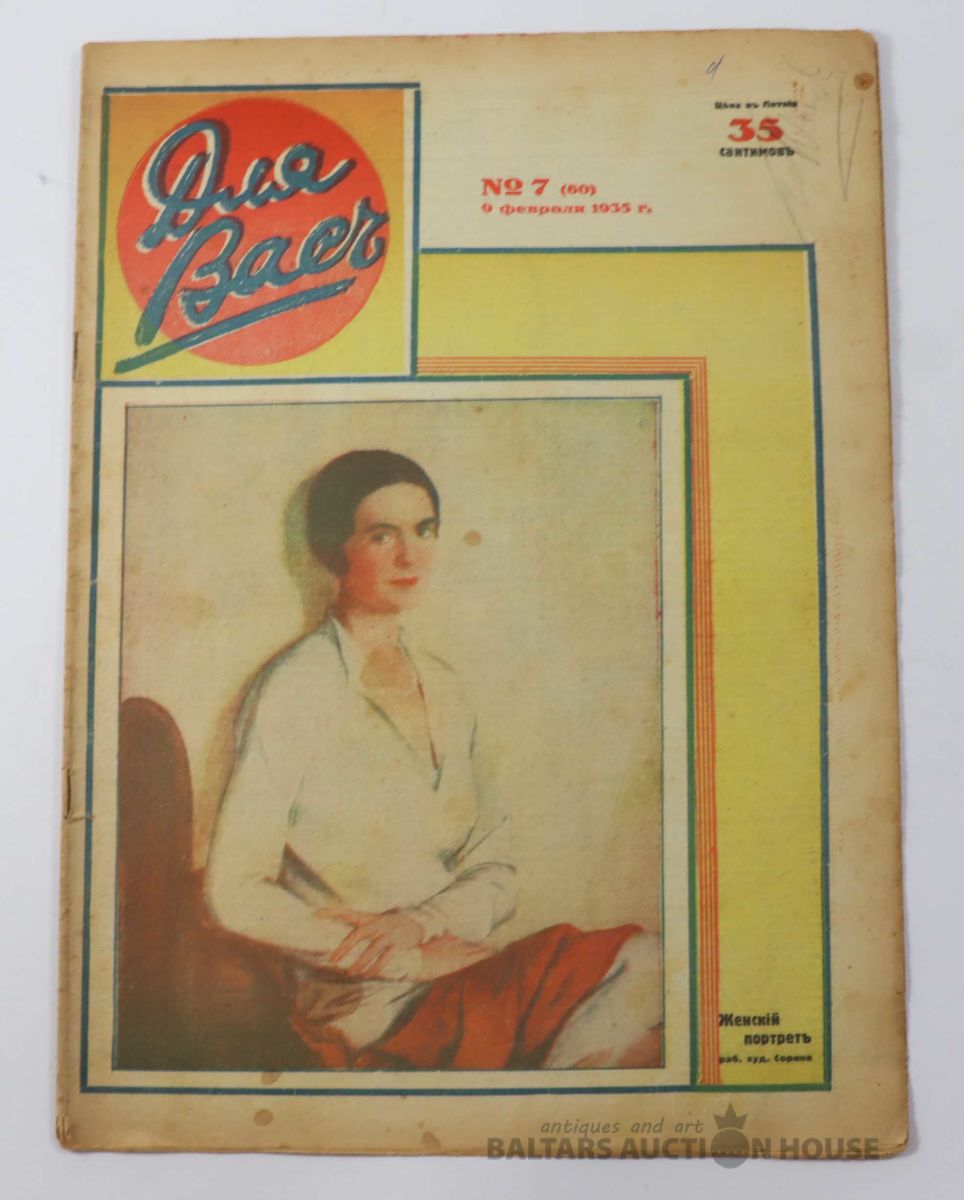 Для
Васъ
Цѣна въ Латвіи
35
сантимовъ
№ 7 (60)
9 февраля 1935 г.
Женскій
портретъ
раб. худ. Сорина
antiques and art
BALTARS AUCTION HOUSE